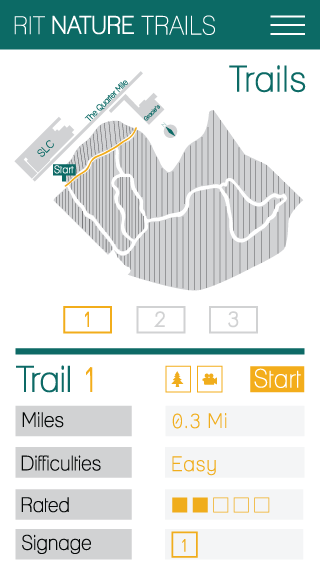 RIT NATURE TRAILS
Trails
The Quarter Mile
Gracie's
SLC
Start
1 2 3
Trail 1 Start
Miles 0.3 Mi
Difficulties Easy
Rated
Signage 1